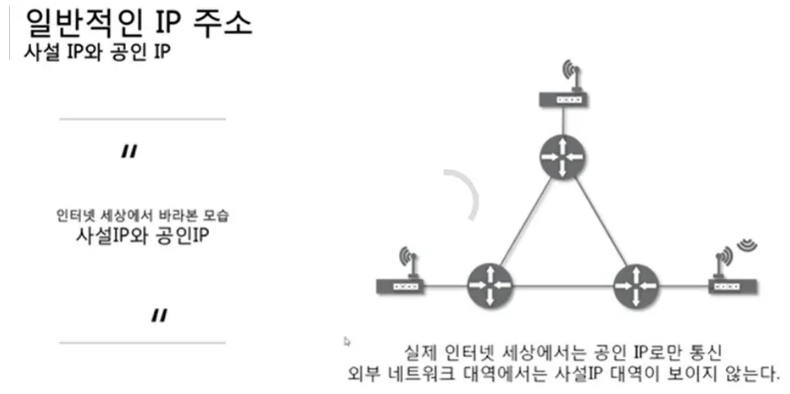 일반적인 IP 주소
사설 IP와 공인 IP
〃
인터넷 세상에서 바라본 모습
사설IP와 공인IP
〃
실제 인터넷 세상에서는 공인 IP로만 통신
외부 네트워크 대역에서는 사설IP 대역이 보이지 않는다.